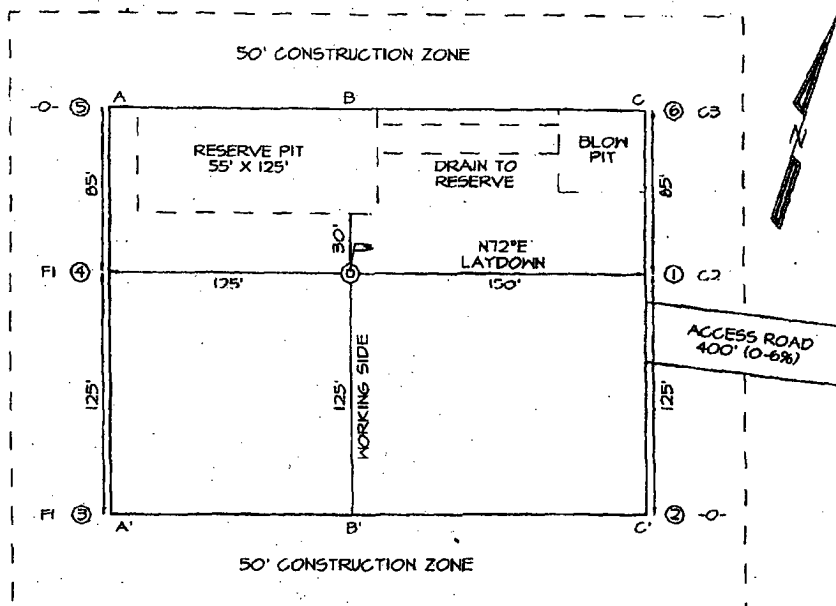 50' CONSTRUCTION ZONE
A B C
-0- ⑤ ⑥ C3
RESERVE PIT
55' X 125'
DRAIN TO
RESERVE
BLOW
PIT
85' 85'
30'
N72°E
LAYDOWN
F1 ④ ① C2
125' 150'
ACCESS ROAD
400' (0-6%)
N
125' 125' 125'
WORKING SIDE
F1 ③ ② -0-
A' B' C'
50' CONSTRUCTION ZONE